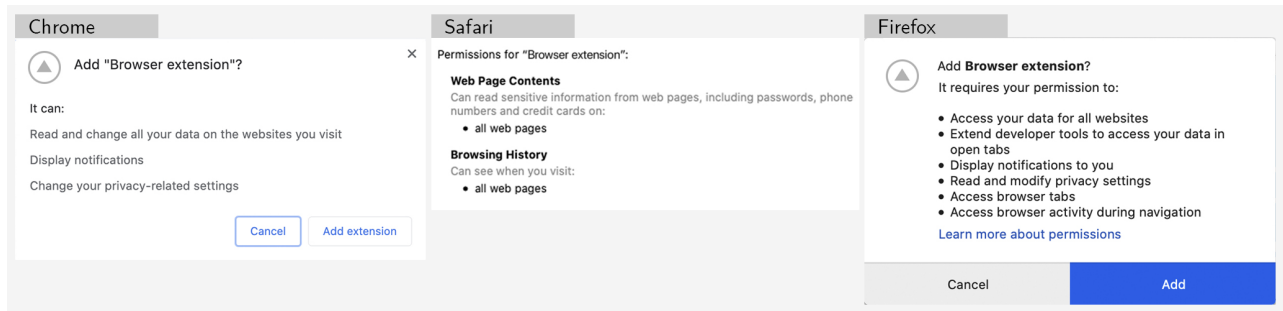 Chrome
Add "Browser extension"?
It can:
Read and change all your data on the websites you visit
Display notifications
Change your privacy-related settings
Cancel
Add extension
Safari
Permissions for “Browser extension”:
Web Page Contents
Can read sensitive information from web pages, including passwords, phone
numbers and credit cards on:
• all web pages
Browsing History
Can see when you visit:
• all web pages
Firefox
Add Browser extension?
It requires your permission to:
• Access your data for all websites
• Extend developer tools to access your data in
open tabs
• Display notifications to you
• Read and modify privacy settings
• Access browser tabs
• Access browser activity during navigation
Learn more about permissions
Cancel
Add